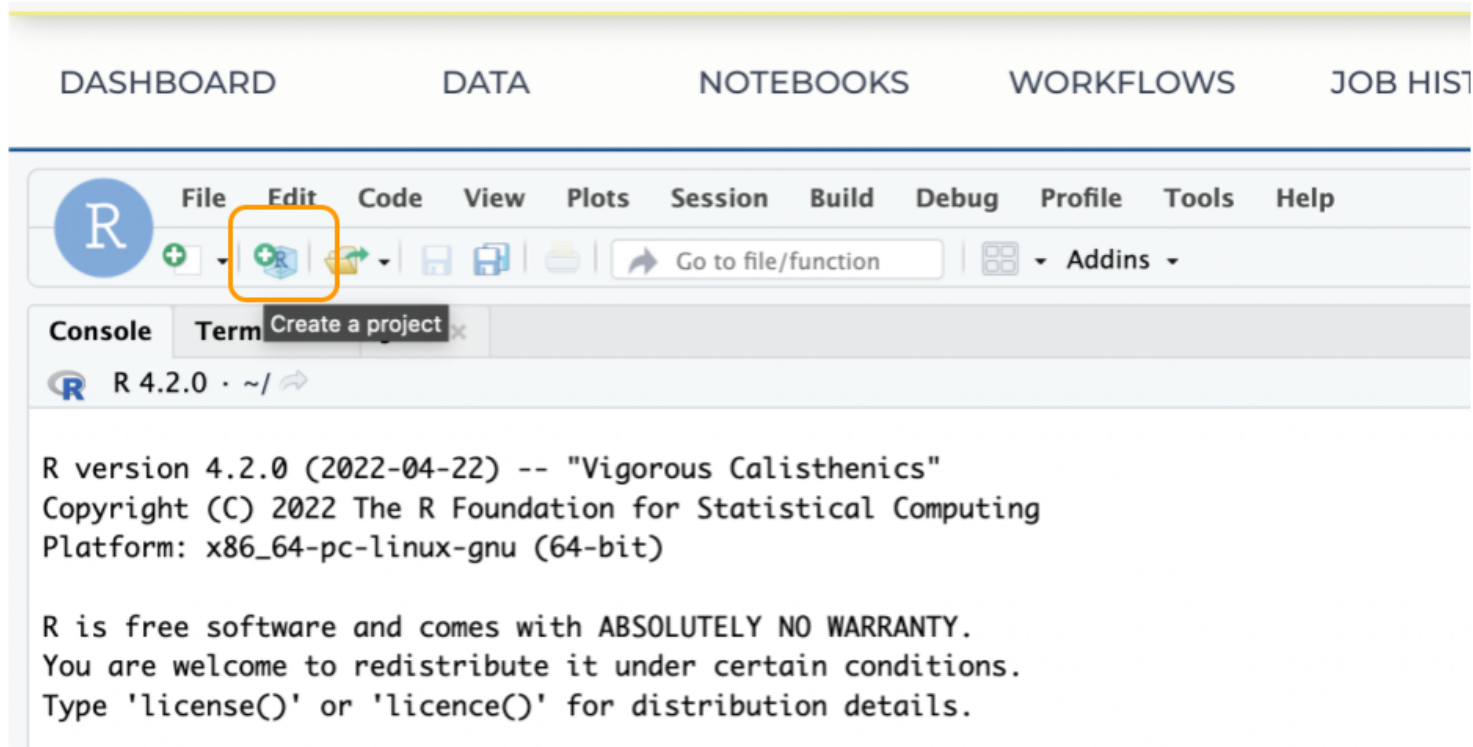 DASHBOARD DATA NOTEBOOKS WORKFLOWS JOB HIST
R File Edit Code View Plots Session Build Debug Profile Tools Help
R Go to file/function Addins
Create a project
Console Term ×
R R 4.2.0 · ~/
R version 4.2.0 (2022-04-22) -- "Vigorous Calisthenics"
Copyright (C) 2022 The R Foundation for Statistical Computing
Platform: x86_64-pc-linux-gnu (64-bit)
R is free software and comes with ABSOLUTELY NO WARRANTY.
You are welcome to redistribute it under certain conditions.
Type 'license()' or 'licence()' for distribution details.